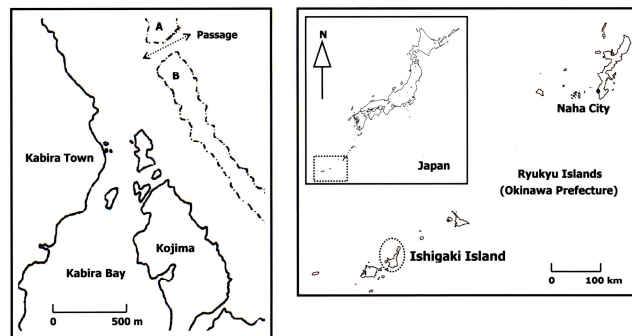 A
Passage
B
Kabira Town
Kojima
Kabira Bay
0 500 m
N
Japan
Naha City
Ryukyu Islands
(Okinawa Prefecture)
Ishigaki Island
0 100 km